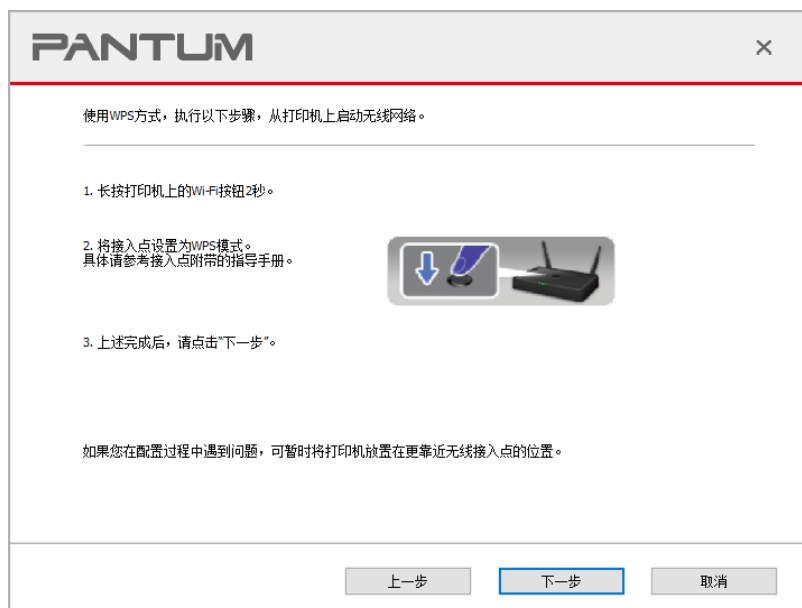 PANTUM
使用WPS方式，执行以下步骤，从打印机上启动无线网络。
1. 长按打印机上的Wi-Fi按钮2秒。
2. 将接入点设置为WPS模式。
具体请参考接入点附带的指导手册。
3. 上述完成后，请点击“下一步”。
如果您在配置过程中遇到问题，可暂时将打印机放置在更靠近无线接入点的位置。
上一步
下一步
取消